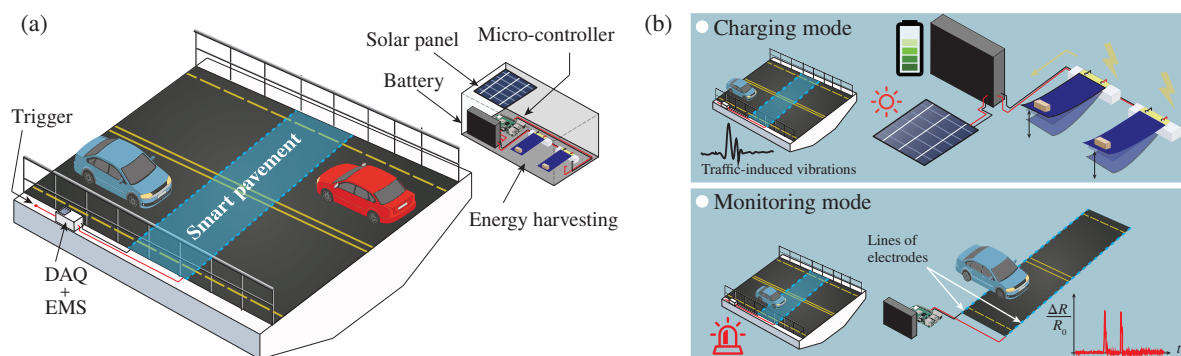 (a)
Solar panel
Micro-controller
Battery
Trigger
Smart pavement
Energy harvesting
DAQ
+
EMS
(b)
Charging mode
Traffic-induced vibrations
Monitoring mode
Lines of
electrodes
ΔR
R₀
t